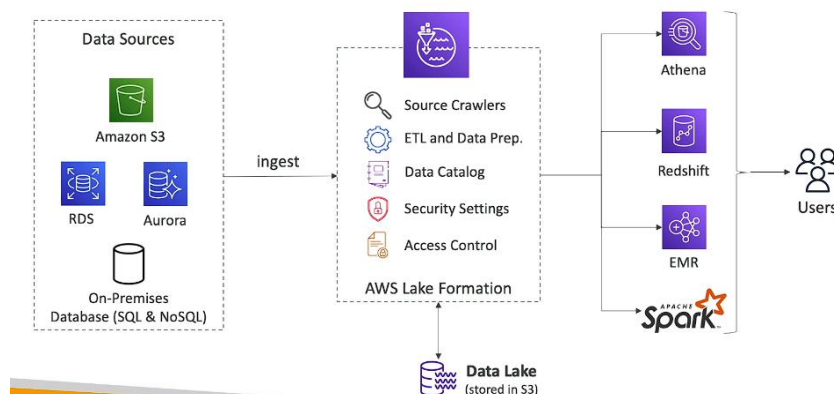 Data Sources
Amazon S3
RDS
Aurora
On-Premises
Database (SQL & NoSQL)
ingest
Source Crawlers
ETL and Data Prep.
Data Catalog
Security Settings
Access Control
AWS Lake Formation
Data Lake
(stored in S3)
Athena
Redshift
EMR
APACHE
Spark™
Users